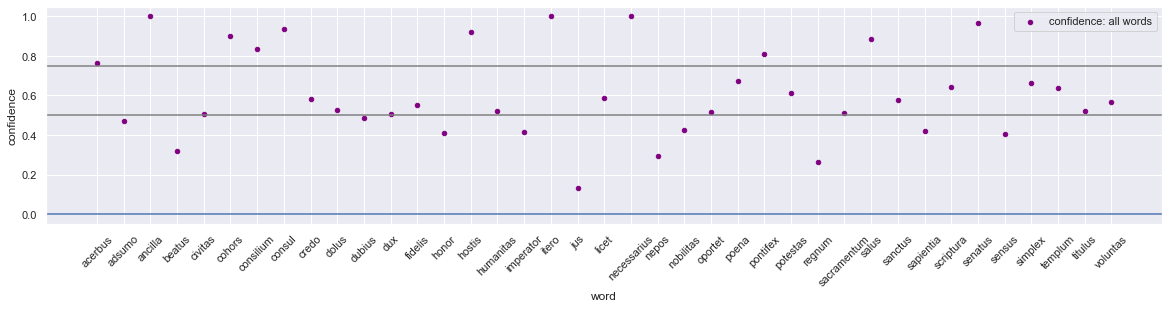 1.0
0.8
0.6
0.4
0.2
0.0
confidence
confidence: all words
acerbus
adsumo
ancilla
beatus
civitas
cohors
consilium
consul
credo
dolus
dubius
dux
fidelis
honor
hostis
humanitas
imperator
itero
jus
licet
necessarius
nepos
nobilitas
oportet
poena
pontifex
potestas
regnum
sacramentum
salus
sanctus
sapientia
scriptura
senatus
sensus
simplex
templum
titulus
voluntas
word